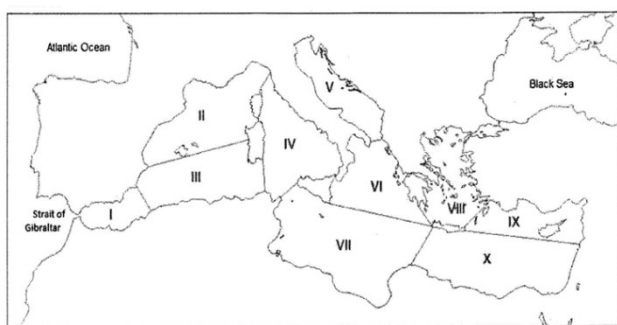 Atlantic Ocean
Black Sea
V
II
IV
III
VI
Strait of
Gibraltar
I
VIII
IX
VII
X